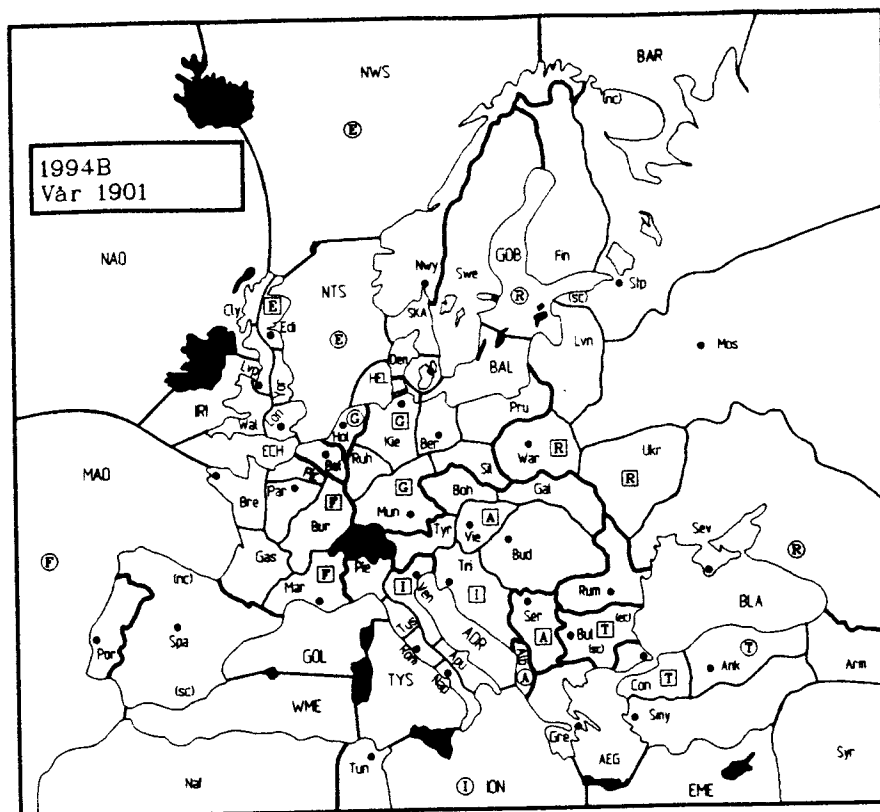 NWS
BAR
(nc)
E
1994B
Vår 1901
NAO
GOB
Fin
NTS
Nwy
Swe
Stp
Cly
E
R
(sc)
SKA
Edi
E
Lvn
Mos
Den
BAL
HEL
Lvp
Yor
Pru
IRI
Wal
Lon
G
Hol
G
Kie
Ber
War
R
Ukr
ECH
Bel
Ruh
Sil
R
MAO
Pic
Par
G
Boh
Gal
Bre
F
Mun
A
Sev
Bur
Tyr
Vie
Bud
R
F
Gas
F
Pie
Tri
Mar
I
Ven
I
Rum
BLA
(nc)
Ser
Tus
ADR
Bul
T
(ec)
Spa
A
(sc)
T
Por
GOL
Rom
Apu
Alb
Ank
Arm
(sc)
TYS
Nap
A
Con
T
WME
Smy
Gre
AEG
Naf
Tun
Syr
I
ION
EME